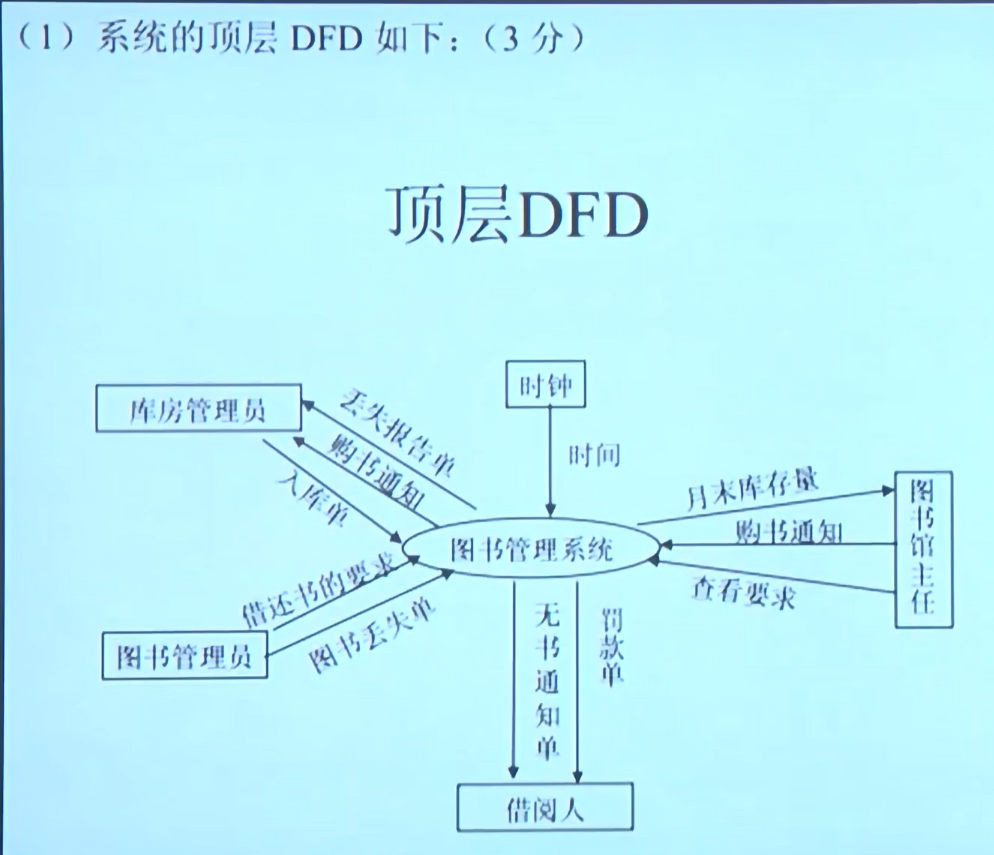 （1）系统的顶层 DFD 如下：（3 分）
顶层DFD
时钟
库房管理员
丢失报告单
购书通知
入库单
时间
月末库存量
购书通知
查看要求
图书馆主任
图书管理系统
借还书的要求
图书丢失单
图书管理员
无书通知单
罚款单
借阅人